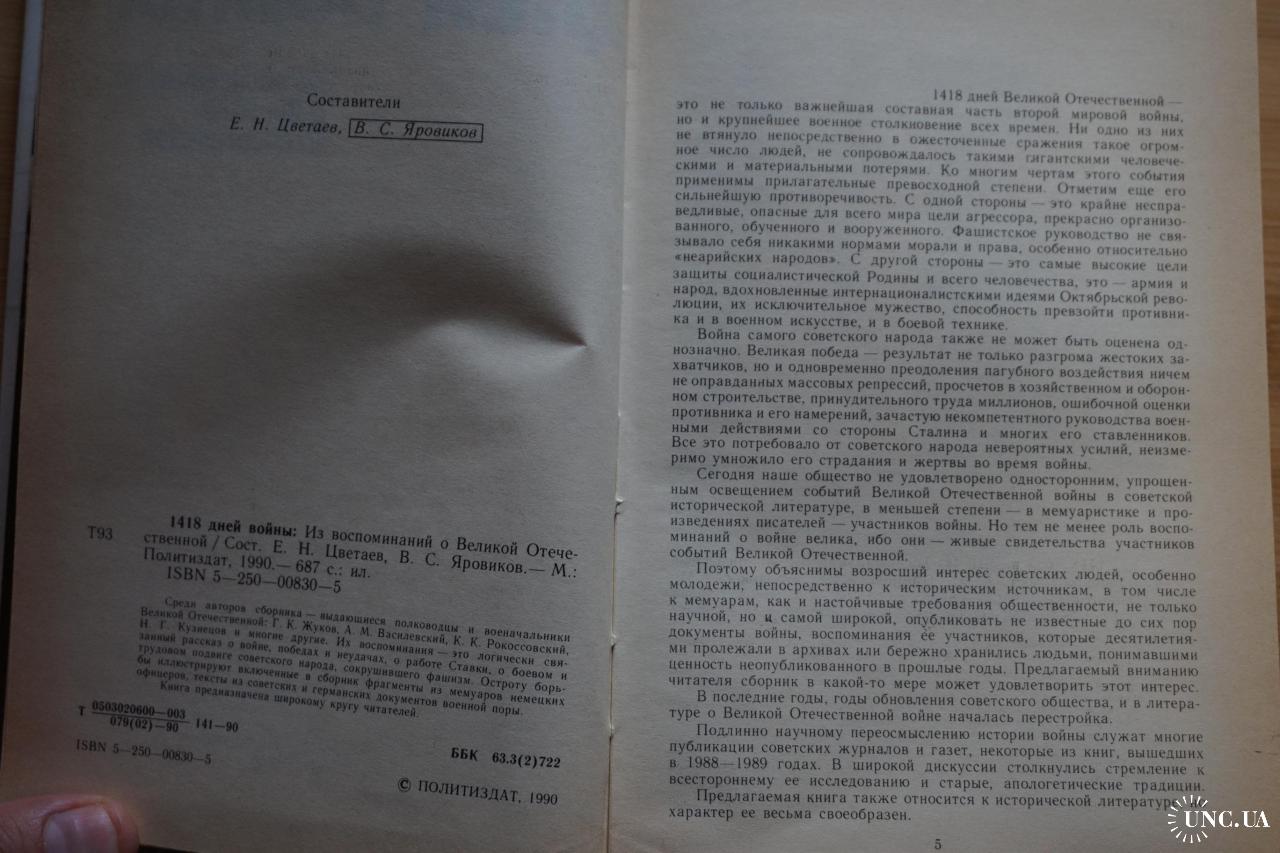 Составители
Е. Н. Цветаев, В. С. Яровиков
Т93
1418 дней войны: Из воспоминаний о Великой Отече-
ственной / Сост. Е. Н. Цветаев, В. С. Яровиков.— М.:
Политиздат, 1990.— 687 с.: ил.
ISBN 5—250—00830—5
Среди авторов сборника — выдающиеся полководцы и военачальники
Великой Отечественной: Г. К. Жуков, А. М. Василевский, К. К. Рокоссовский,
Н. Г. Кузнецов и многие другие. Их воспоминания — это логически свя-
занный рассказ о войне, победах и неудачах, о работе Ставки, о боевом и
трудовом подвиге советского народа, сокрушившего фашизм. Остроту борь-
бы иллюстрируют включенные в сборник фрагменты из мемуаров немецких
офицеров, тексты из советских и германских документов военной поры.
Книга предназначена широкому кругу читателей.
Т 0503020600—003
079(02)—90 141—90
ISBN 5—250—00830—5
ББК 63.3(2)722
© ПОЛИТИЗДАТ, 1990
1418 дней Великой Отечественной —
это не только важнейшая составная часть второй мировой войны,
но и крупнейшее военное столкновение всех времен. Ни одно из них
не втянуло непосредственно в ожесточенные сражения такое огром-
ное число людей, не сопровождалось такими гигантскими человече-
скими и материальными потерями. Ко многим чертам этого события
применимы прилагательные превосходной степени. Отметим еще его
сильнейшую противоречивость. С одной стороны — это крайне неспра-
ведливые, опасные для всего мира цели агрессора, прекрасно организо-
ванного, обученного и вооруженного. Фашистское руководство не свя-
зывало себя никакими нормами морали и права, особенно относительно
«неарийских народов». С другой стороны — это самые высокие цели
защиты социалистической Родины и всего человечества, это — армия и
народ, вдохновленные интернационалистскими идеями Октябрьской рево-
люции, их исключительное мужество, способность превзойти противни-
ка и в военном искусстве, и в боевой технике.
Война самого советского народа также не может быть оценена од-
нозначно. Великая победа — результат не только разгрома жестоких за-
хватчиков, но и одновременно преодоления пагубного воздействия ничем
не оправданных массовых репрессий, просчетов в хозяйственном и оборон-
ном строительстве, принудительного труда миллионов, ошибочной оценки
противника и его намерений, зачастую некомпетентного руководства воен-
ными действиями со стороны Сталина и многих его ставленников.
Все это потребовало от советского народа невероятных усилий, неизме-
римо умножило его страдания и жертвы во время войны.
Сегодня наше общество не удовлетворено односторонним, упрощен-
ным освещением событий Великой Отечественной войны в советской
исторической литературе, в меньшей степени — в мемуаристике и про-
изведениях писателей — участников войны. Но тем не менее роль воспо-
минаний о войне велика, ибо они — живые свидетельства участников
событий Великой Отечественной.
Поэтому объяснимы возросший интерес советских людей, особенно
молодежи, непосредственно к историческим источникам, в том числе
к мемуарам, как и настойчивые требования общественности, не только
научной, но и самой широкой, опубликовать не известные до сих пор
документы войны, воспоминания ее участников, которые десятилетия-
ми пролежали в архивах или бережно хранились людьми, понимавшими
ценность неопубликованного в прошлые годы. Предлагаемый вниманию
читателя сборник в какой-то мере может удовлетворить этот интерес.
В последние годы, годы обновления советского общества, и в литера-
туре о Великой Отечественной войне началась перестройка.
Подлинно научному переосмыслению истории войны служат многие
публикации советских журналов и газет, некоторые из книг, вышедших
в 1988—1989 годах. В широкой дискуссии столкнулись стремление к
всестороннему ее исследованию и старые, апологетические традиции.
Предлагаемая книга также относится к исторической литературе, но
характер ее весьма своеобразен.
5
UNC.UA